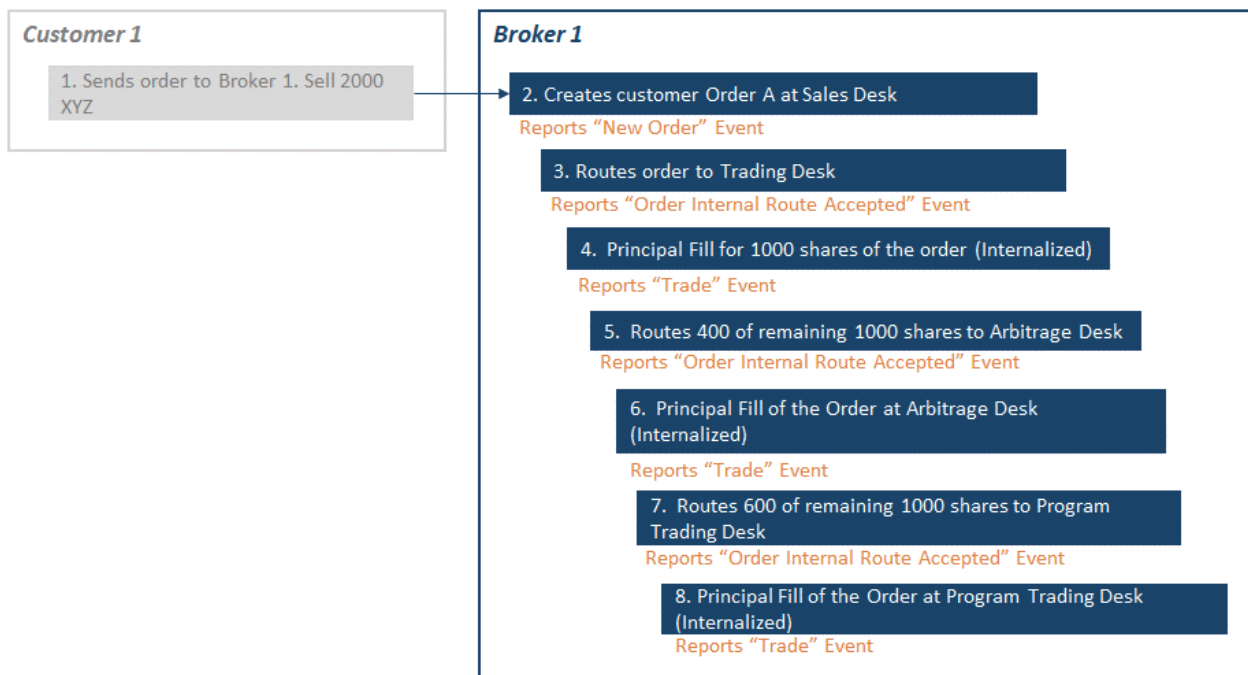 Customer 1
1. Sends order to Broker 1. Sell 2000
XYZ
Broker 1
2. Creates customer Order A at Sales Desk
Reports “New Order” Event
3. Routes order to Trading Desk
Reports “Order Internal Route Accepted” Event
4. Principal Fill for 1000 shares of the order (Internalized)
Reports “Trade” Event
5. Routes 400 of remaining 1000 shares to Arbitrage Desk
Reports “Order Internal Route Accepted” Event
6. Principal Fill of the Order at Arbitrage Desk
(Internalized)
Reports “Trade” Event
7. Routes 600 of remaining 1000 shares to Program
Trading Desk
Reports “Order Internal Route Accepted” Event
8. Principal Fill of the Order at Program Trading Desk
(Internalized)
Reports “Trade” Event